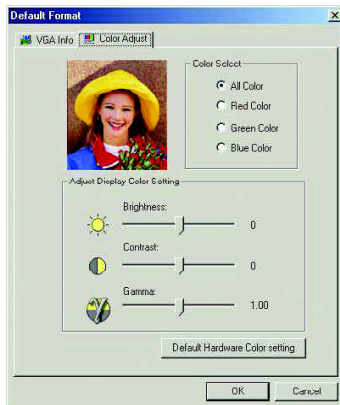 Default Format
VGA Info
Color Adjust
Color Select
All Color
Red Color
Green Color
Blue Color
Adjust Display Color Setting
Brightness:
0
Contrast:
0
Gamma:
1.00
Default Hardware Color setting
OK
Cancel